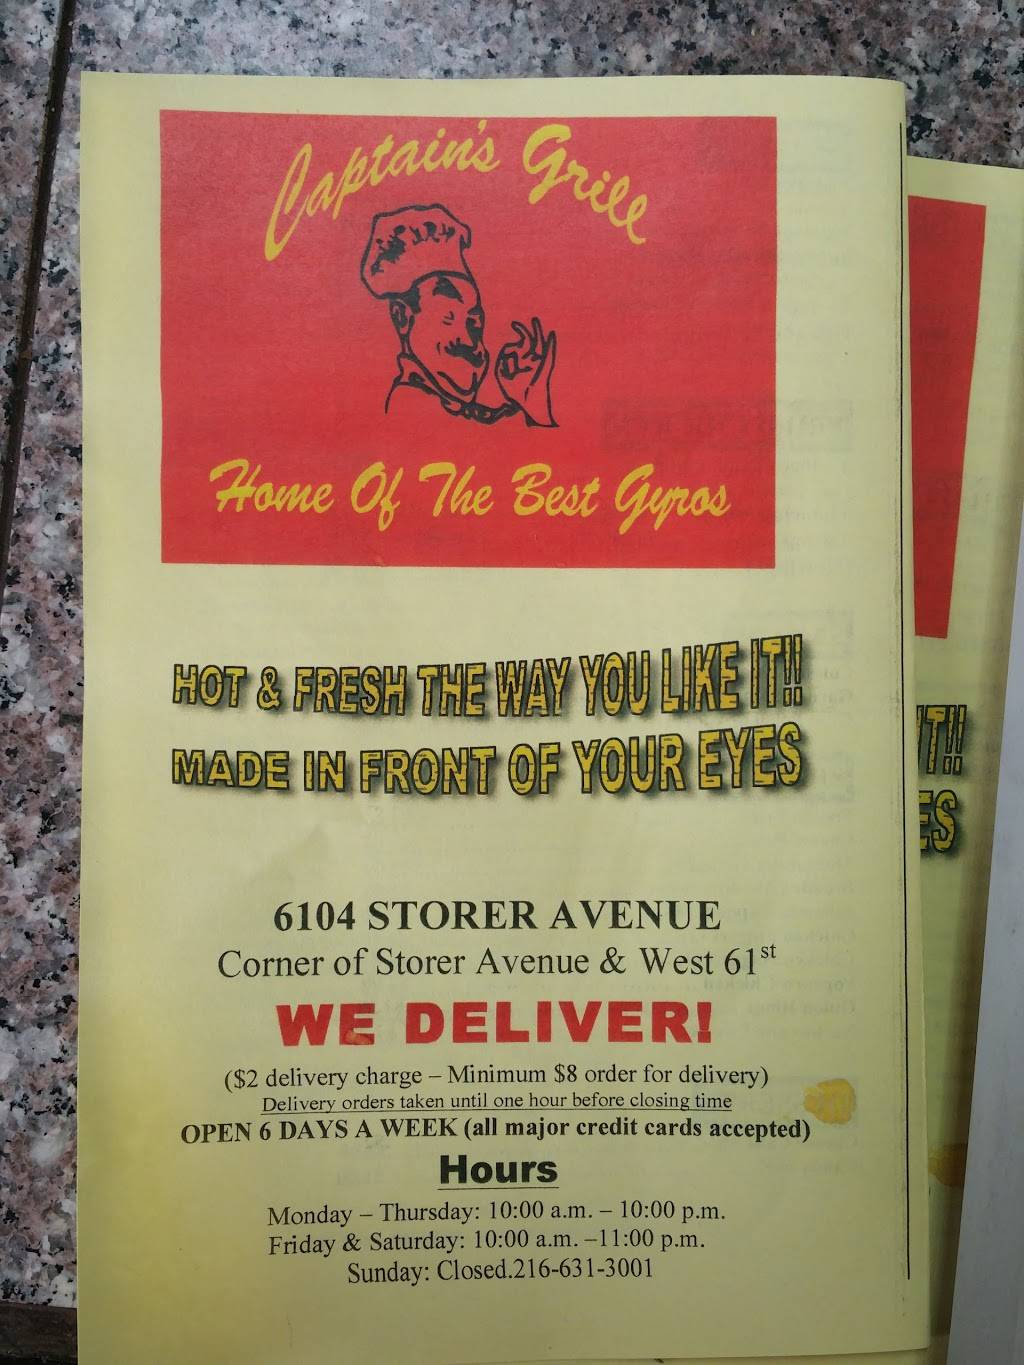 Captain's Grill
Home Of The Best Gyros
HOT & FRESH THE WAY YOU LIKE IT!!
MADE IN FRONT OF YOUR EYES
6104 STORER AVENUE
Corner of Storer Avenue & West 61st
WE DELIVER!
($2 delivery charge – Minimum $8 order for delivery)
Delivery orders taken until one hour before closing time
OPEN 6 DAYS A WEEK (all major credit cards accepted)
Hours
Monday – Thursday: 10:00 a.m. – 10:00 p.m.
Friday & Saturday: 10:00 a.m. –11:00 p.m.
Sunday: Closed.216-631-3001
IT!!
ES